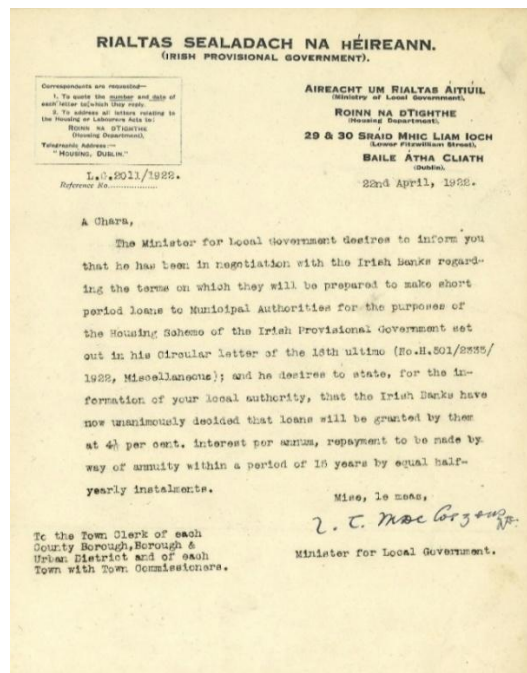 RIALTAS SEALADACH NA HÉIREANN.
(IRISH PROVISIONAL GOVERNMENT).
Correspondents are requested—
1. To quote the number and date of
each letter to which they reply.
2. To address all letters relating to
the Housing or Labourers Acts to:
ROINN NA D'TIGHTHE
(Housing Department).
Telegraphic Address:—
"HOUSING, DUBLIN."
L.G.2011/1922.
Reference No.
AIREACHT UM RIALTAS ÁITIÚIL
(Ministry of Local Government),
ROINN NA D'TIGHTHE
(Housing Department),
29 & 30 SRÁID MHIC LIAM IOCH
(Lower Fitzwilliam Street),
BAILE ÁTHA CLIATH
(Dublin).
22nd April, 1922.
A Chara,
The Minister for Local Government desires to inform you
that he has been in negotiation with the Irish Banks regard-
ing the terms on which they will be prepared to make short
period loans to Municipal Authorities for the purposes of
the Housing Scheme of the Irish Provisional Government set
out in his Circular letter of the ultimo
1922, Miscellaneous); and he desires to state, for the in-
formation of your local authority, that the Irish Banks have
now unanimously decided that loans will be granted by them
at per cent. interest per annum, repayment to be made by
way of annuity within a period of 15 years by equal half-
yearly instalments.
Mise, le meas,
Minister for Local Government.
To the Town Clerk of each
County Borough, Borough &
Urban District and of each
Town with Town Commissioners.